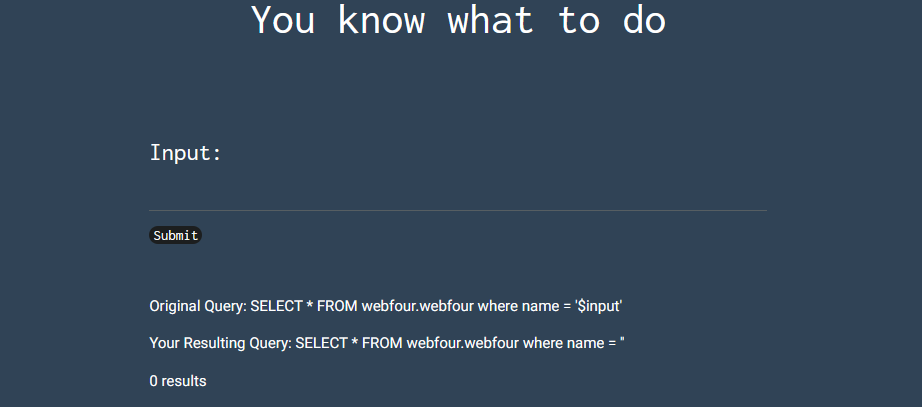 You know what to do
Input:
Submit
Original Query: SELECT * FROM webfour.webfour where name = '$input'
Your Resulting Query: SELECT * FROM webfour.webfour where name = ''
0 results